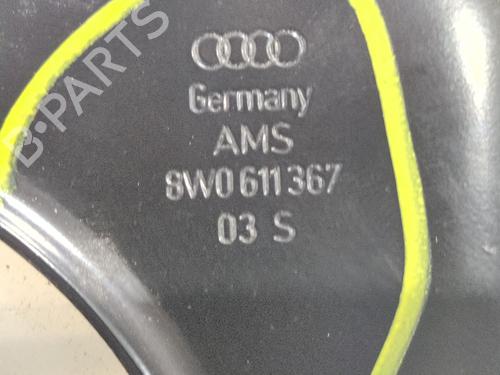 B-PARTS
Germany
AMS
8W0 611 367
03 S